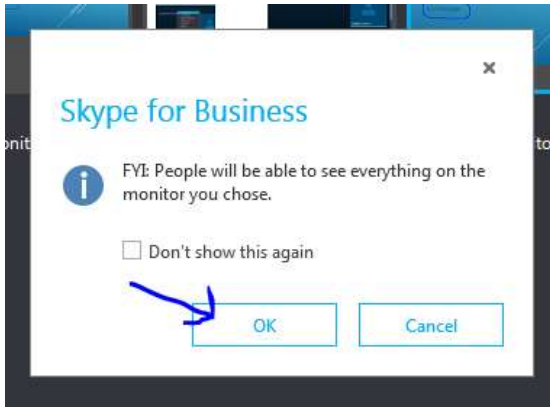 Skype for Business
FYI: People will be able to see everything on the
monitor you chose.
Don't show this again
OK
Cancel